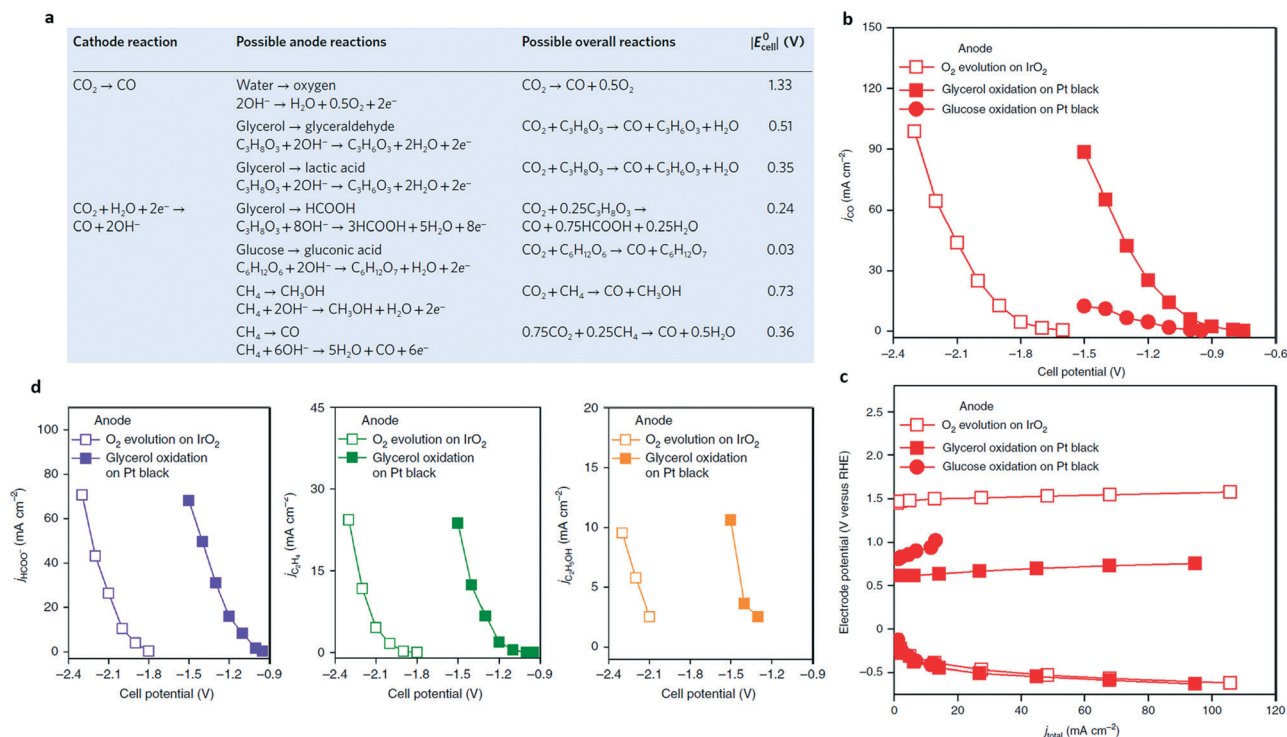 a
Cathode reaction Possible anode reactions Possible overall reactions |E⁰cell| (V)
CO₂ → CO Water → oxygen CO₂ → CO + 0.5O₂ 1.33
2OH⁻ → H₂O + 0.5O₂ + 2e⁻
Glycerol → glyceraldehyde CO₂ + C₃H₈O₃ → CO + C₃H₆O₃ + H₂O 0.51
C₃H₈O₃ + 2OH⁻ → C₃H₆O₃ + 2H₂O + 2e⁻
Glycerol → lactic acid CO₂ + C₃H₈O₃ → CO + C₃H₆O₃ + H₂O 0.35
C₃H₈O₃ + 2OH⁻ → C₃H₆O₃ + 2H₂O + 2e⁻
CO₂ + H₂O + 2e⁻ → Glycerol → HCOOH CO₂ + 0.25C₃H₈O₃ → 0.24
CO + 2OH⁻ C₃H₈O₃ + 8OH⁻ → 3HCOOH + 5H₂O + 8e⁻ CO + 0.75HCOOH + 0.25H₂O
Glucose → gluconic acid CO₂ + C₆H₁₂O₆ → CO + C₆H₁₂O₇ 0.03
C₆H₁₂O₆ + 2OH⁻ → C₆H₁₂O₇ + H₂O + 2e⁻
CH₄ → CH₃OH CO₂ + CH₄ → CO + CH₃OH 0.73
CH₄ + 2OH⁻ → CH₃OH + H₂O + 2e⁻
CH₄ → CO 0.75CO₂ + 0.25CH₄ → CO + 0.5H₂O 0.36
CH₄ + 6OH⁻ → 5H₂O + CO + 6e⁻
b
150
120
90
60
30
0
j_CO (mA cm⁻²)
Anode
O₂ evolution on IrO₂
Glycerol oxidation on Pt black
Glucose oxidation on Pt black
−2.4 −2.1 −1.8 −1.5 −1.2 −0.9 −0.6
Cell potential (V)
c
2.5
2.0
1.5
1.0
0.5
0
−0.5
Electrode potential (V versus RHE)
Anode
O₂ evolution on IrO₂
Glycerol oxidation on Pt black
Glucose oxidation on Pt black
0 20 40 60 80 100 120
j_total (mA cm⁻²)
d
100
80
60
40
20
0
j_HCOO⁻ (mA cm⁻²)
Anode
O₂ evolution on IrO₂
Glycerol oxidation
on Pt black
−2.4 −2.1 −1.8 −1.5 −1.2 −0.9
Cell potential (V)
45
30
15
0
j_C₂H₄ (mA cm⁻²)
Anode
O₂ evolution on IrO₂
Glycerol oxidation
on Pt black
−2.4 −2.1 −1.8 −1.5 −1.2 −0.9
Cell potential (V)
20
15
10
5
0
j_C₂H₅OH (mA cm⁻²)
Anode
O₂ evolution on IrO₂
Glycerol oxidation
on Pt black
−2.4 −2.1 −1.8 −1.5 −1.2 −0.9
Cell potential (V)